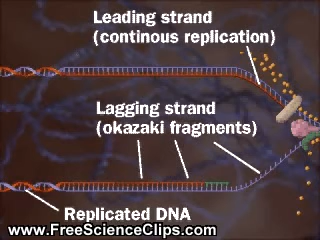 Leading strand
(continous replication)
Lagging strand
(okazaki fragments)
Replicated DNA
www.FreeScienceClips.com